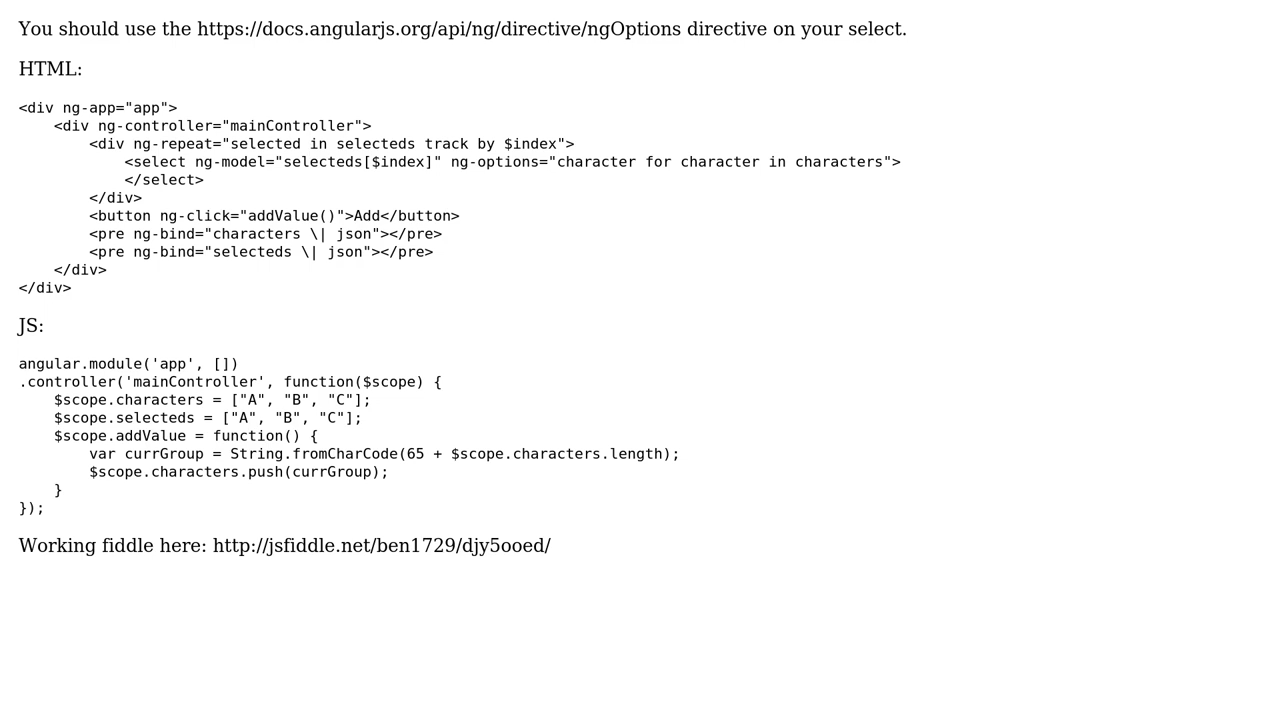 You should use the https://docs.angularjs.org/api/ng/directive/ngOptions directive on your select.
HTML:
<div ng-app="app">
    <div ng-controller="mainController">
        <div ng-repeat="selected in selecteds track by $index">
            <select ng-model="selecteds[$index]" ng-options="character for character in characters">
            </select>
        </div>
        <button ng-click="addValue()">Add</button>
        <pre ng-bind="characters \| json"></pre>
        <pre ng-bind="selecteds \| json"></pre>
    </div>
</div>
JS:
angular.module('app', [])
.controller('mainController', function($scope) {
    $scope.characters = ["A", "B", "C"];
    $scope.selecteds = ["A", "B", "C"];
    $scope.addValue = function() {
        var currGroup = String.fromCharCode(65 + $scope.characters.length);
        $scope.characters.push(currGroup);
    }
});
Working fiddle here: http://jsfiddle.net/ben1729/djy5ooed/